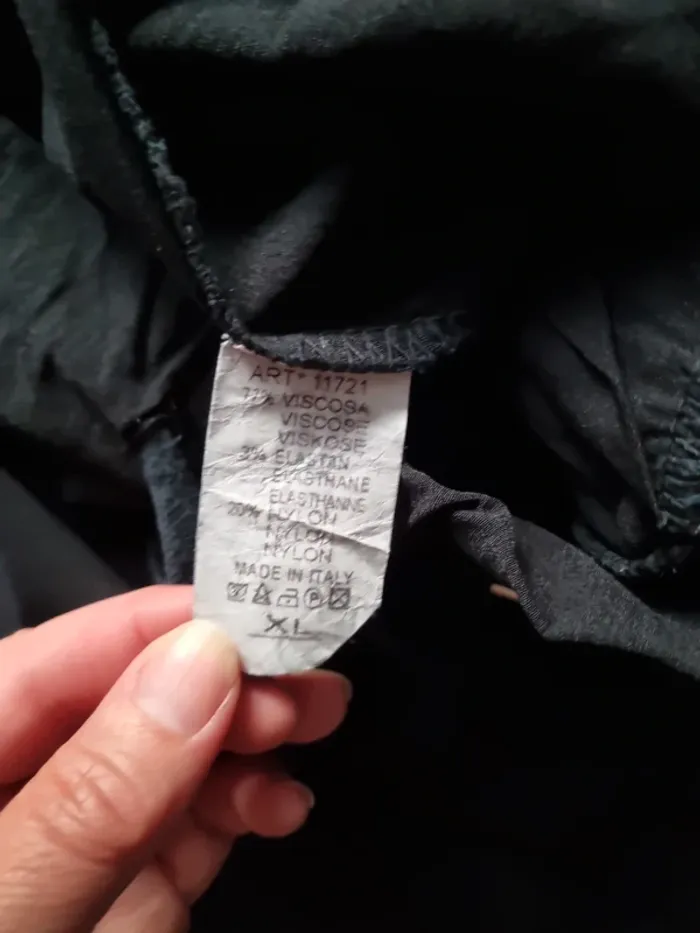 ART* 11721
77% VISCOSA
VISCOSE
VISKOSE
3% ELASTAN
ELASTHANE
ELASTHANNE
20% NYLON
NYLON
NYLON
MADE IN ITALY
XL